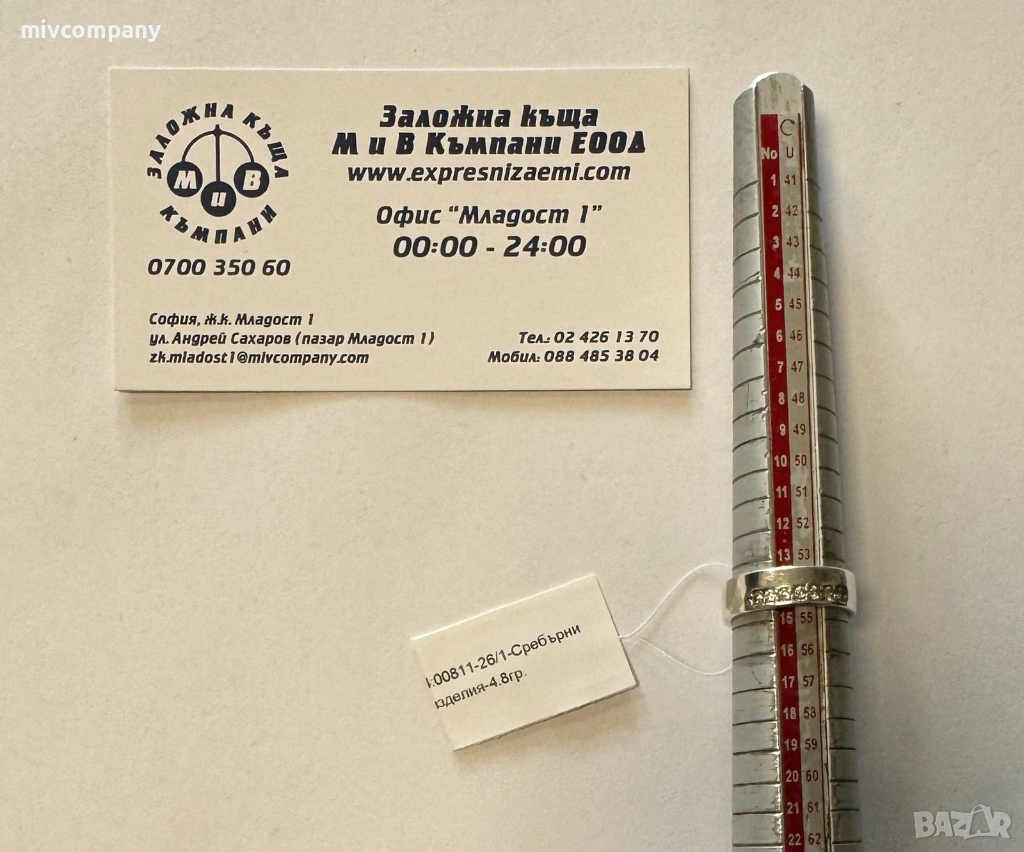 mivcompany
ЗАЛОЖНА КЪЩА
М и В
КЪМПАНИ
0700 350 60
Заложна къща
М и В Къмпани ЕООД
www.expresnizaemi.com
Офис “Младост 1”
00:00 - 24:00
София, ж.к. Младост 1
ул. Андрей Сахаров (пазар Младост 1)
zk.mladost1@mivcompany.com
Тел.: 02 426 13 70
Мобил.: 088 485 38 04
:00811-26/1-Сребърни
изделия-4.8гр.
C
No U
1 41
2 42
3 43
4 44
5 45
6 46
7 47
8 48
9 49
10 50
11 51
12 52
13 53
15 55
16 56
17 57
18 58
19 59
20 60
21 61
22 62
BAZAR